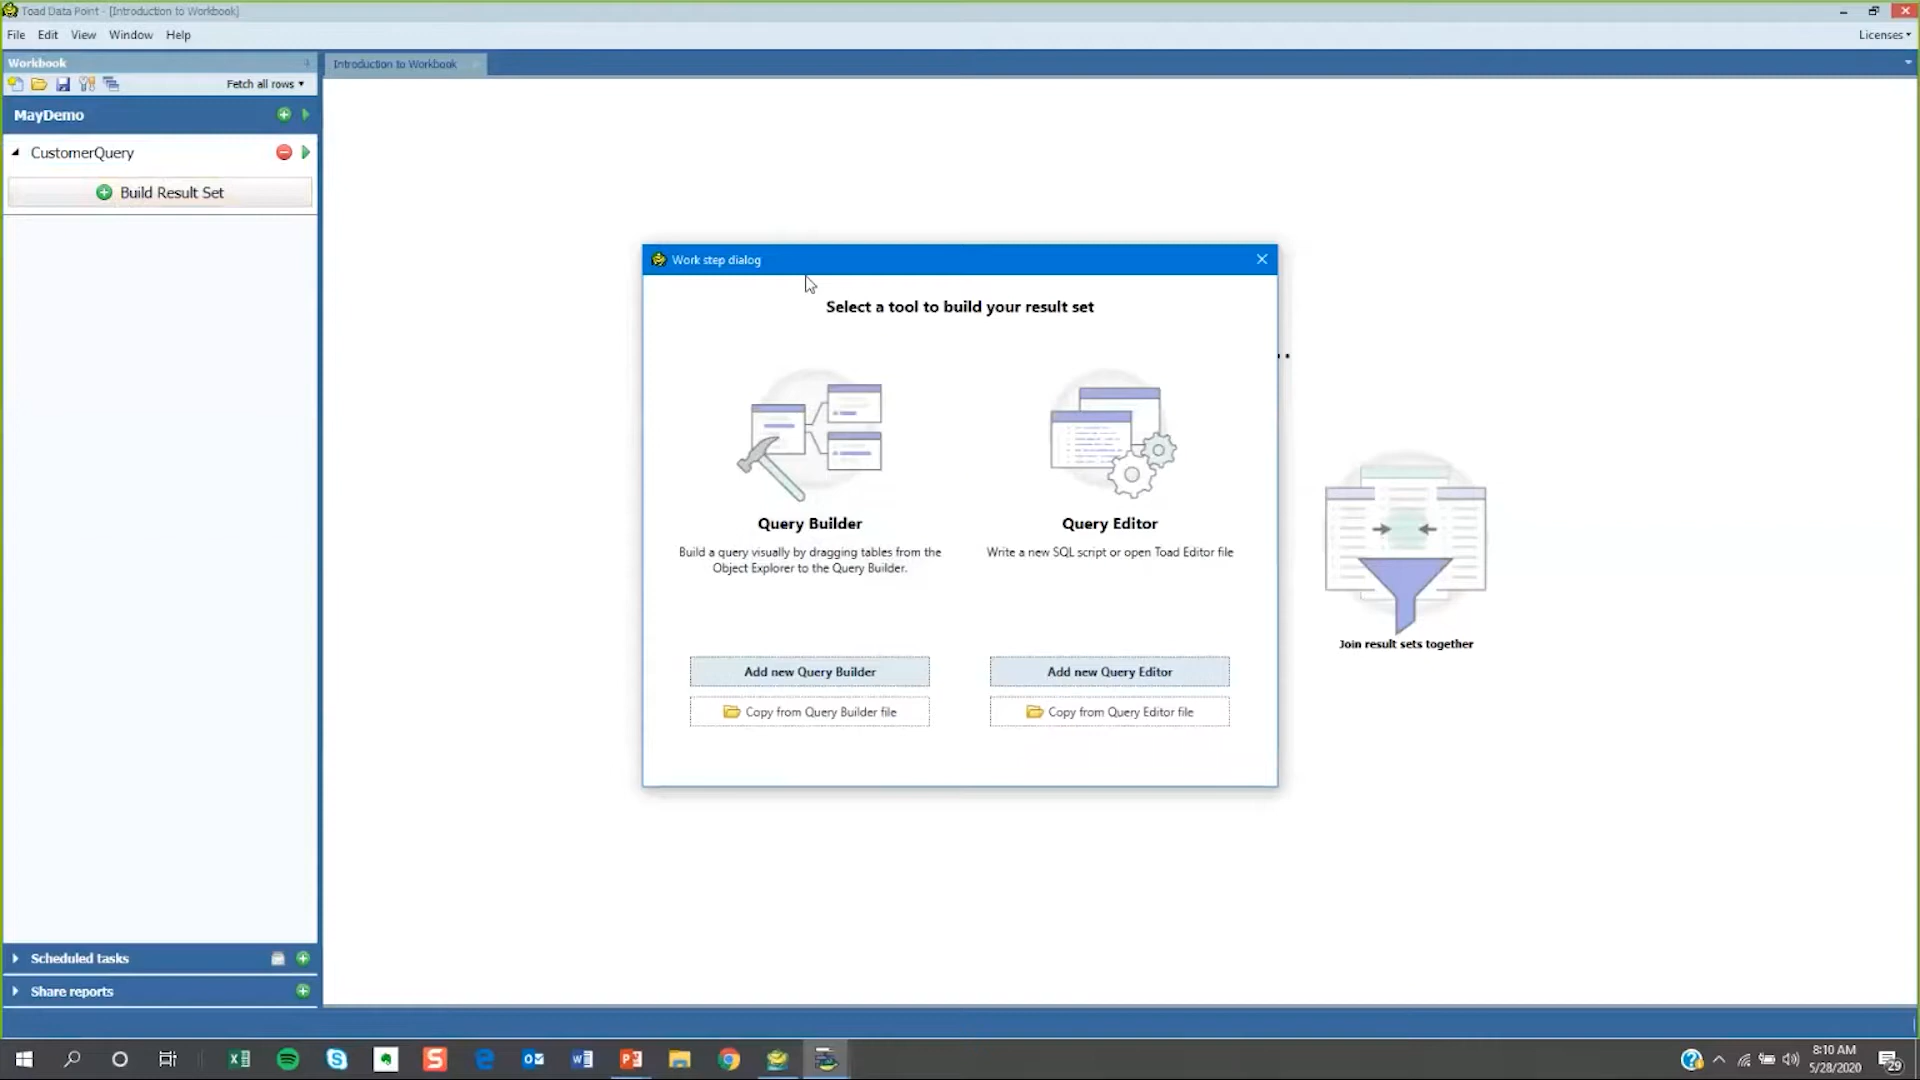 Toad Data Point - [Introduction to Workbook]
File Edit View Window Help
Licenses
Workbook
Introduction to Workbook
Fetch all rows
MayDemo
CustomerQuery
Build Result Set
Work step dialog
Select a tool to build your result set
Query Builder
Build a query visually by dragging tables from the
Object Explorer to the Query Builder.
Query Editor
Write a new SQL script or open Toad Editor file
Add new Query Builder
Add new Query Editor
Copy from Query Builder file
Copy from Query Editor file
Join result sets together
Scheduled tasks
Share reports
8:10 AM
5/28/2020
29